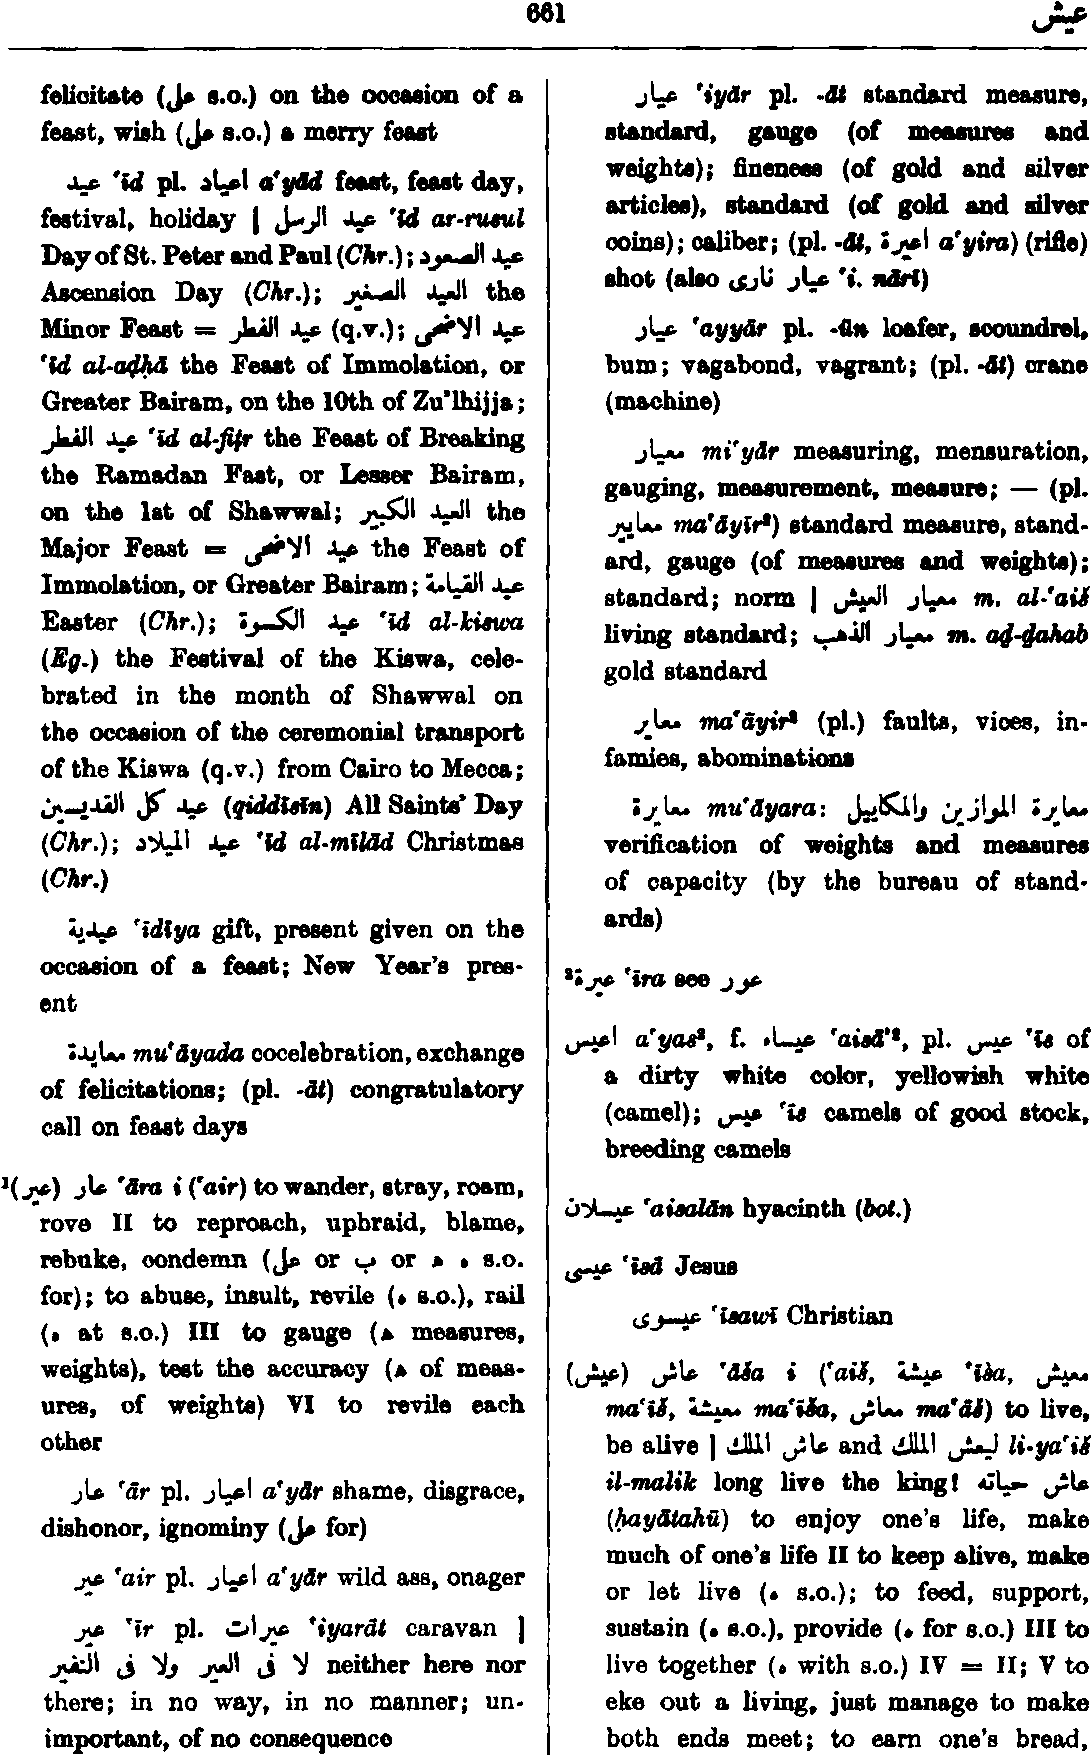 661 عيش
felicitate (على s.o.) on the occasion of a
feast, wish (على s.o.) a merry feast
عيد ‘īd pl. اعياد a‘yād feast, feast day,
festival, holiday | عيد الرسل ‘īd ar-rusul
Day of St. Peter and Paul (Chr.); عيد الصعود
Ascension Day (Chr.); العيد الصغير the
Minor Feast = عيد الفطر (q.v.); عيد الاضحى
‘īd al-aḍḥā the Feast of Immolation, or
Greater Bairam, on the 10th of Zu’lhijja;
عيد الفطر ‘īd al-fiṭr the Feast of Breaking
the Ramadan Fast, or Lesser Bairam,
on the 1st of Shawwal; العيد الكبير the
Major Feast = عيد الاضحى the Feast of
Immolation, or Greater Bairam; عيد القيامة
Easter (Chr.); عيد الكسوة ‘īd al-kiswa
(Eg.) the Festival of the Kiswa, cele-
brated in the month of Shawwal on
the occasion of the ceremonial transport
of the Kiswa (q.v.) from Cairo to Mecca;
عيد كل القديسين (qiddīsīn) All Saints’ Day
(Chr.); عيد الميلاد ‘īd al-mīlād Christmas
(Chr.)
عيدية ‘īdīya gift, present given on the
occasion of a feast; New Year’s pres-
ent
معايدة mu‘āyada cocelebration, exchange
of felicitations; (pl. -āt) congratulatory
call on feast days
¹(عير) عار ‘āra i (‘air) to wander, stray, roam,
rove II to reproach, upbraid, blame,
rebuke, condemn (على or ب or ه ه s.o.
for); to abuse, insult, revile (ه s.o.), rail
(ه at s.o.) III to gauge (ه measures,
weights), test the accuracy (ه of meas-
ures, of weights) VI to revile each
other
عار ‘ār pl. اعيار a‘yār shame, disgrace,
dishonor, ignominy (على for)
عير ‘air pl. اعيار a‘yār wild ass, onager
عير ‘īr pl. عيرات ‘iyarāt caravan |
لا فى العير ولا فى النفير neither here nor
there; in no way, in no manner; un-
important, of no consequence
عيار ‘iyār pl. -āt standard measure,
standard, gauge (of measures and
weights); fineness (of gold and silver
articles), standard (of gold and silver
coins); caliber; (pl. -āt, اعيرة a‘yira) (rifle)
shot (also عيار نارى ‘i. nārī)
عيار ‘ayyār pl. -ūn loafer, scoundrel,
bum; vagabond, vagrant; (pl. -āt) crane
(machine)
معيار mi‘yār measuring, mensuration,
gauging, measurement, measure; — (pl.
معايير ma‘āyīr²) standard measure, stand-
ard, gauge (of measures and weights);
standard; norm | معيار العيش m. al-‘aiš
living standard; معيار الذهب m. aḏ-ḏahab
gold standard
معاير ma‘āyir² (pl.) faults, vices, in-
famies, abominations
معايرة mu‘āyara: معايرة الموازين والمكاييل
verification of weights and measures
of capacity (by the bureau of stand-
ards)
²عيرة ‘īra see عور
اعيس a‘yas², f. عيساء ‘aisā’², pl. عيس ‘īs of
a dirty white color, yellowish white
(camel); عيس ‘īs camels of good stock,
breeding camels
عيسلان ‘aisalān hyacinth (bot.)
عيسى ‘īsā Jesus
عيسوى ‘īsawī Christian
(عيش) عاش ‘āša i (‘aiš, عيشة ‘īša, معيش
ma‘īš, معيشة ma‘īša, معاش ma‘āš) to live,
be alive | عاش الملك and ليعش الملك li-ya‘iš
il-malik long live the king! عاش حياته
(ḥayātahū) to enjoy one’s life, make
much of one’s life II to keep alive, make
or let live (ه s.o.); to feed, support,
sustain (ه s.o.), provide (ه for s.o.) III to
live together (ه with s.o.) IV = II; V to
eke out a living, just manage to make
both ends meet; to earn one’s bread,